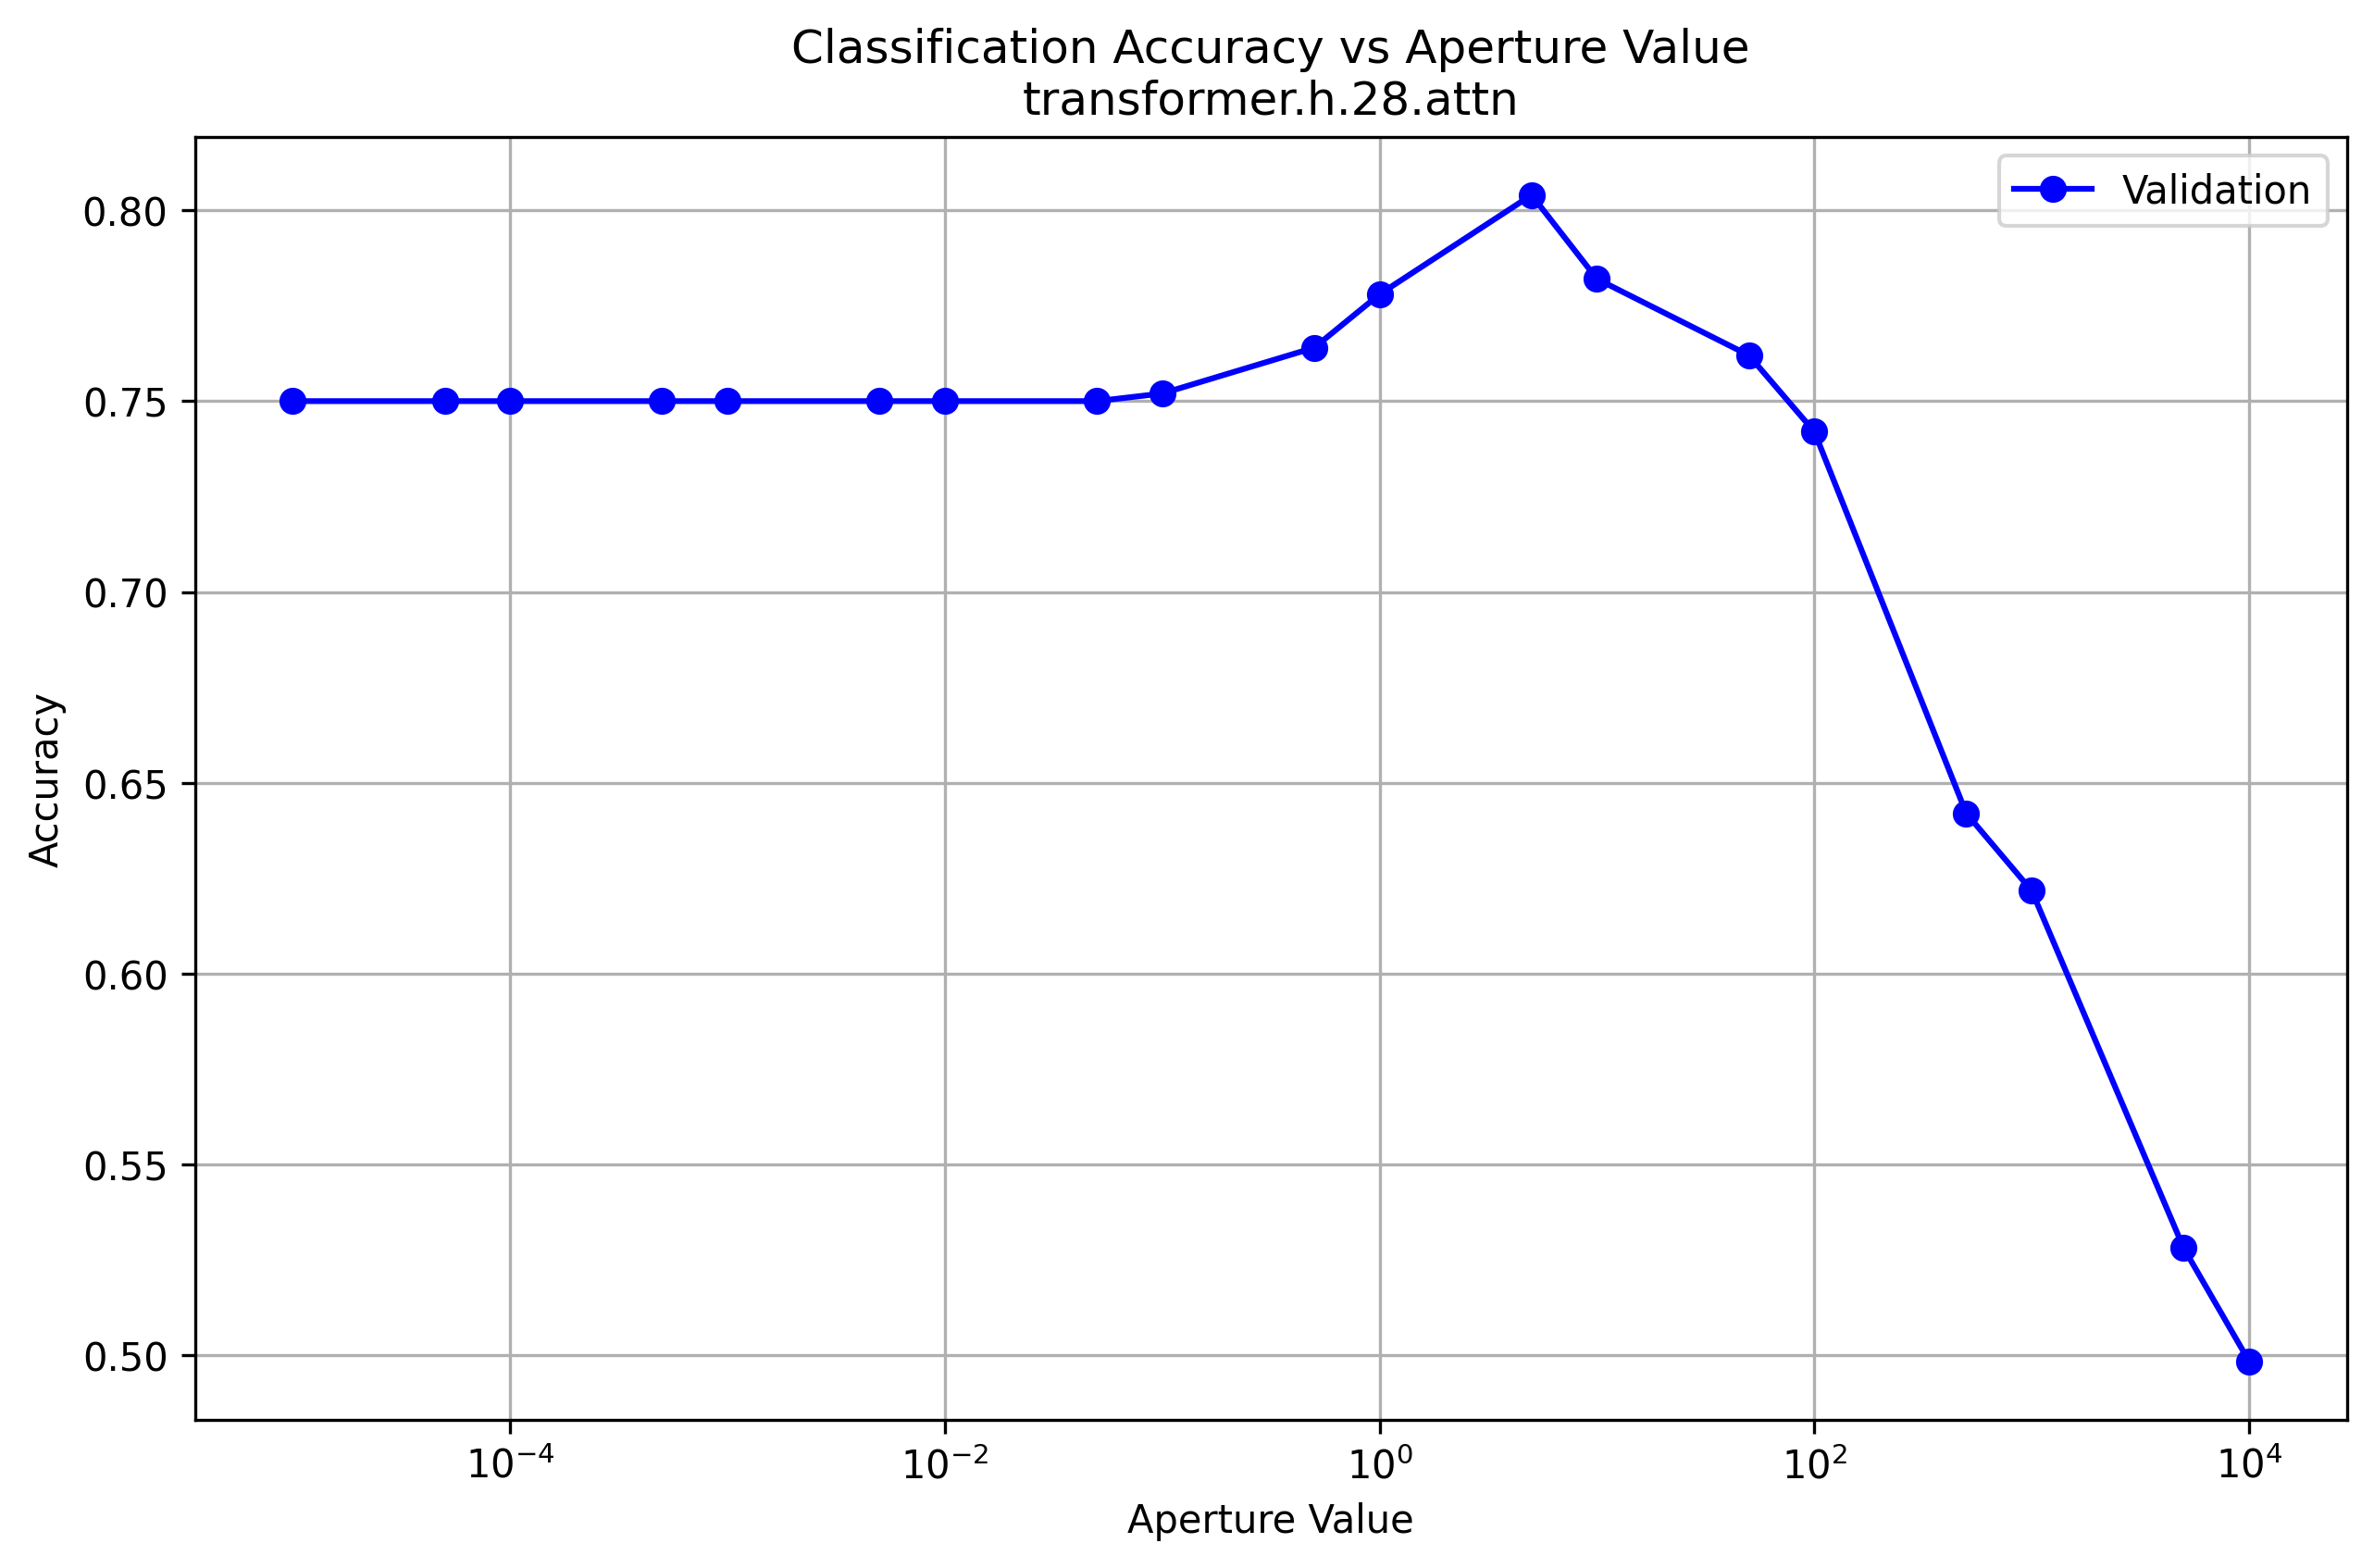 Classification Accuracy vs Aperture Value
transformer.h.28.attn
Validation
0.80
0.75
0.70
0.65
0.60
0.55
0.50
Accuracy
10⁻⁴
10⁻²
10⁰
10²
10⁴
Aperture Value